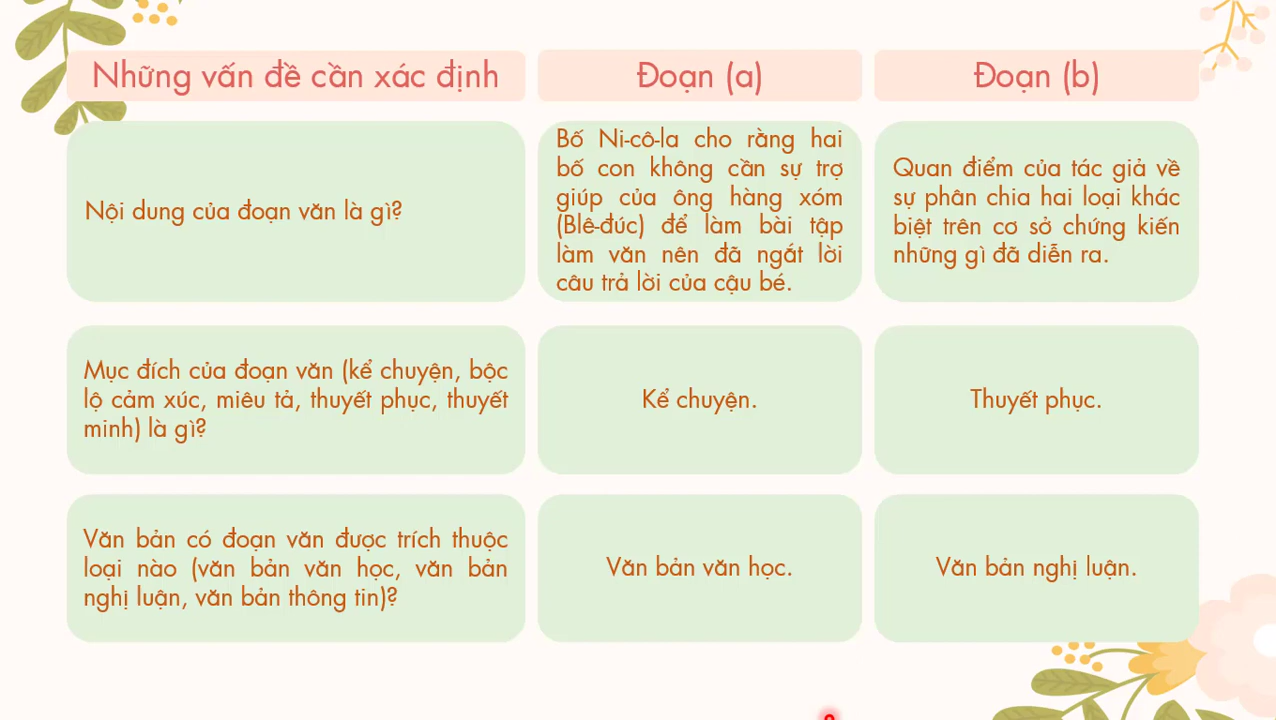 Những vấn đề cần xác định
Đoạn (a)
Đoạn (b)
Nội dung của đoạn văn là gì?
Bố Ni-cô-la cho rằng hai
bố con không cần sự trợ
giúp của ông hàng xóm
(Blê-đúc) để làm bài tập
làm văn nên đã ngắt lời
câu trả lời của cậu bé.
Quan điểm của tác giả về
sự phân chia hai loại khác
biệt trên cơ sở chứng kiến
những gì đã diễn ra.
Mục đích của đoạn văn (kể chuyện, bộc
lộ cảm xúc, miêu tả, thuyết phục, thuyết
minh) là gì?
Kể chuyện.
Thuyết phục.
Văn bản có đoạn văn được trích thuộc
loại nào (văn bản văn học, văn bản
nghị luận, văn bản thông tin)?
Văn bản văn học.
Văn bản nghị luận.